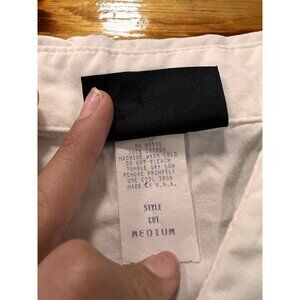 100% COTTON
MACHINE WASH COLD
DO NOT BLEACH
TUMBLE DRY LOW
REMOVE PROMPTLY
USE COOL IRON
MADE IN U.S.A.
STYLE
CUT
MEDIUM